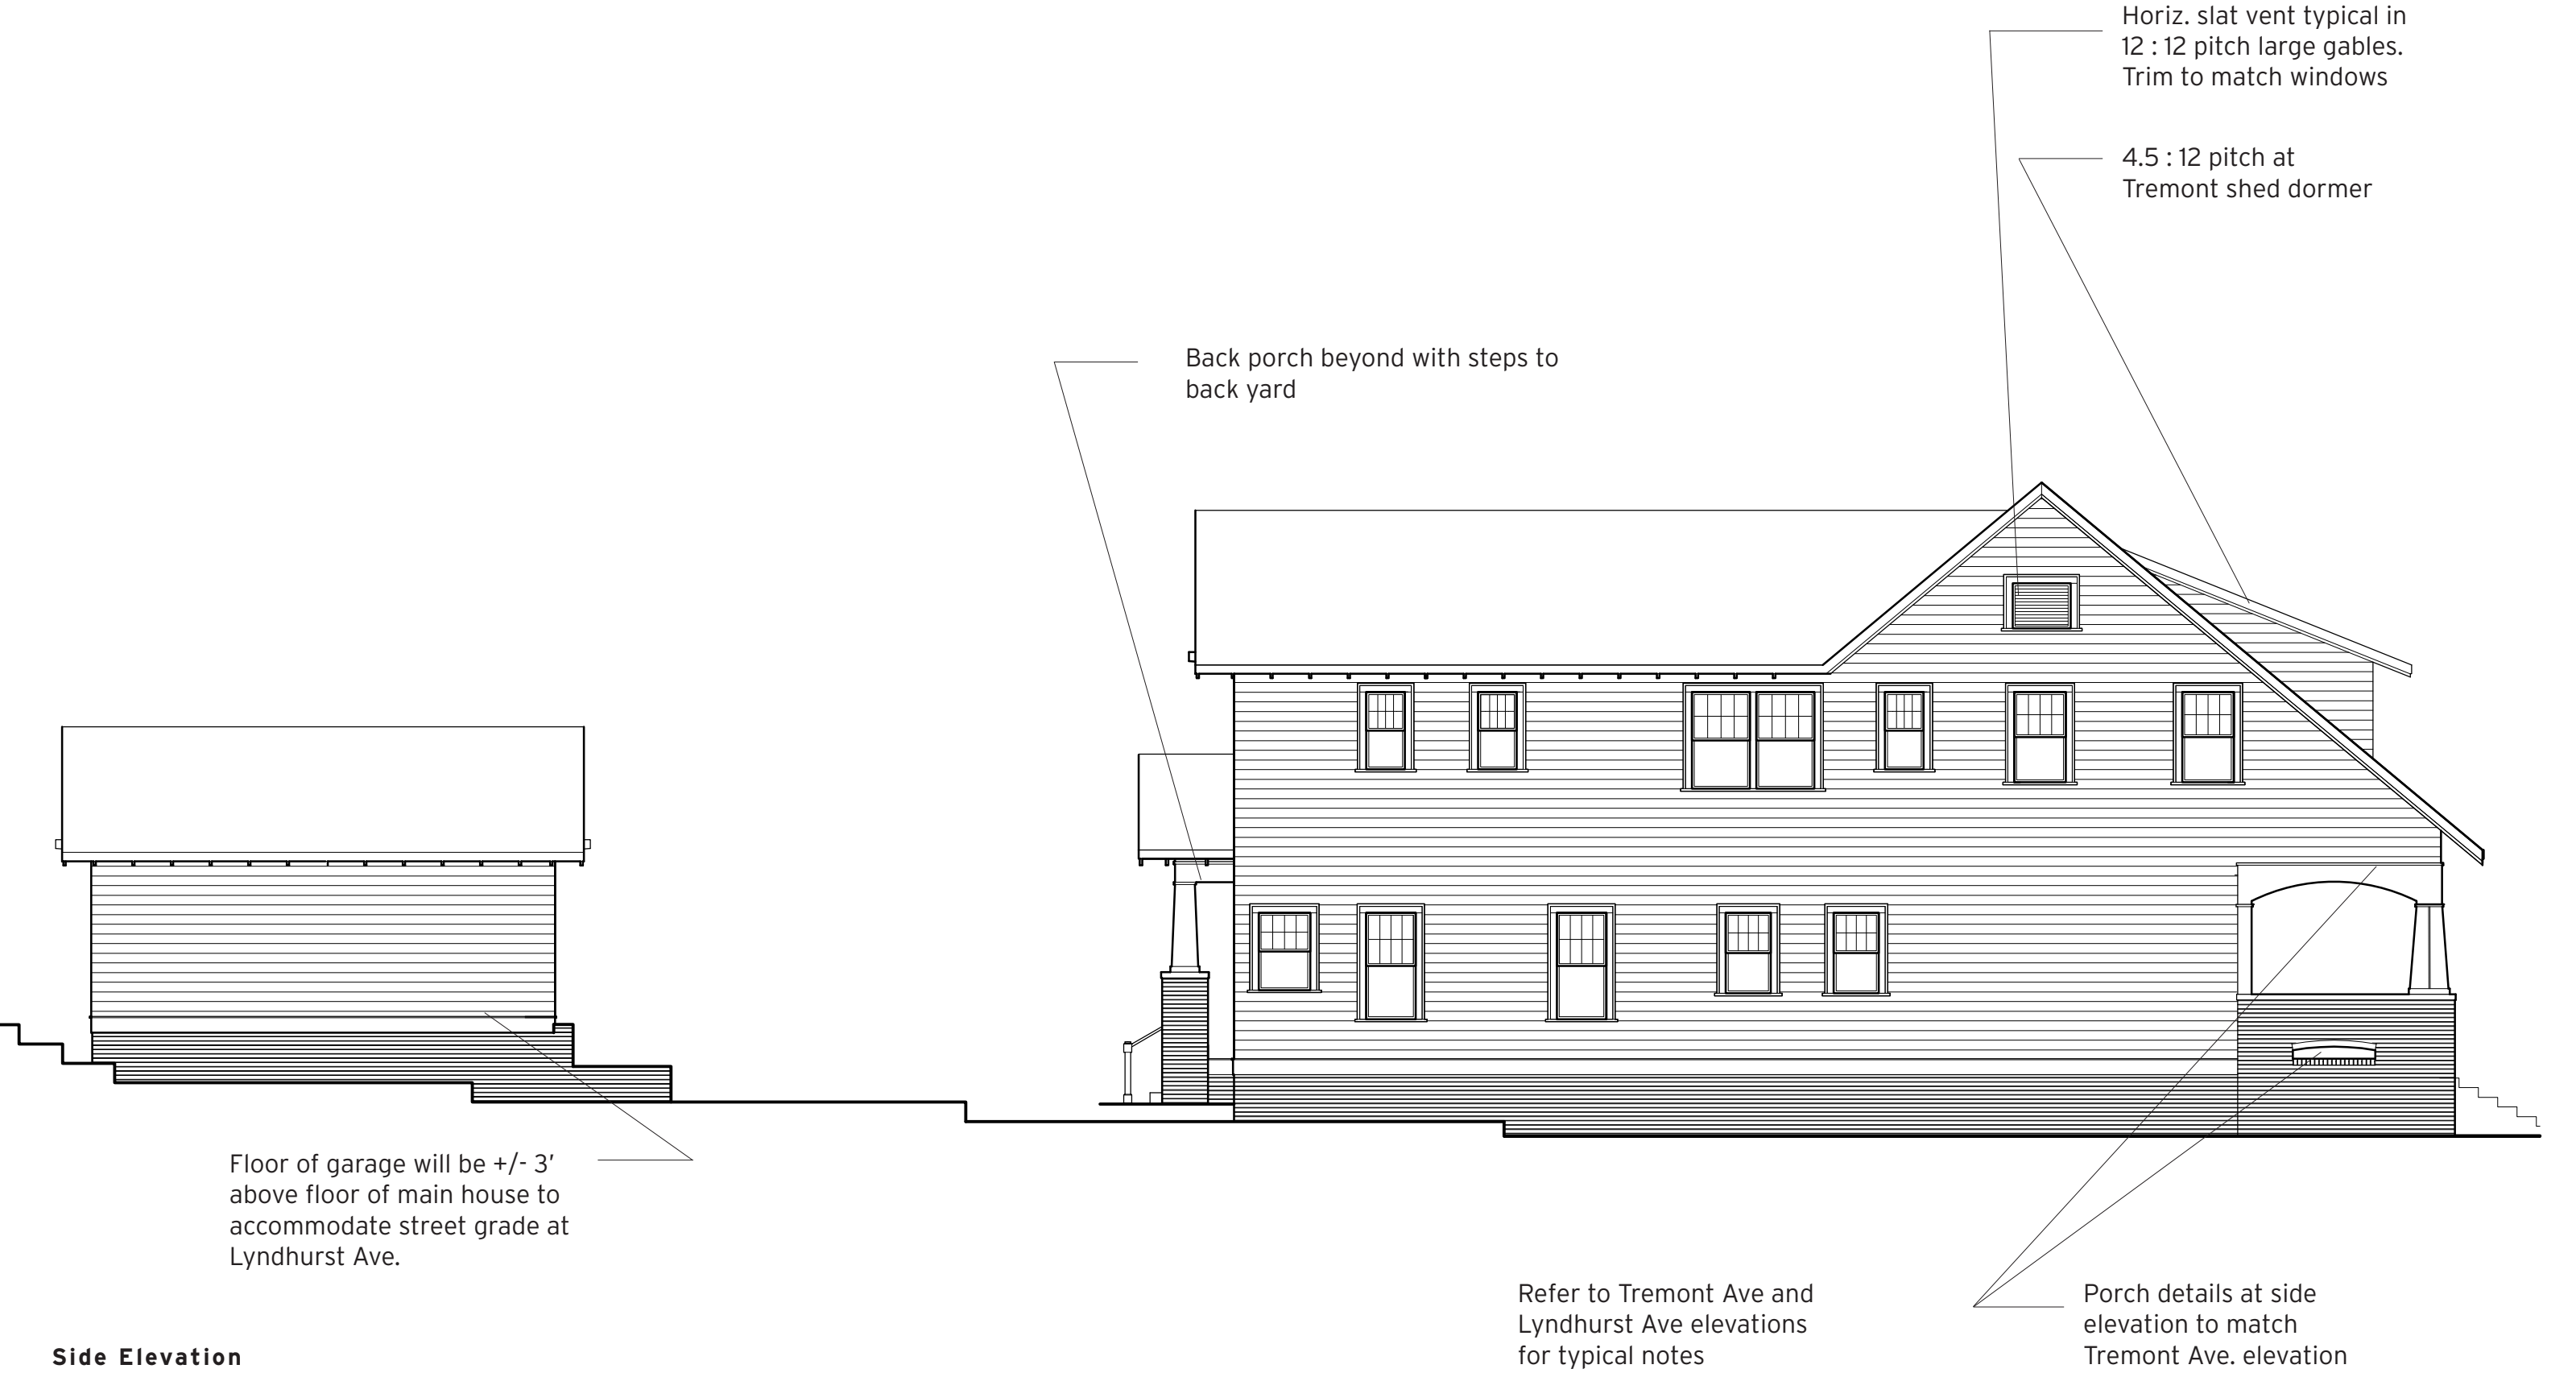 Horiz. slat vent typical in
12 : 12 pitch large gables.
Trim to match windows
4.5 : 12 pitch at
Tremont shed dormer
Back porch beyond with steps to
back yard
Floor of garage will be +/- 3’
above floor of main house to
accommodate street grade at
Lyndhurst Ave.
Refer to Tremont Ave and
Lyndhurst Ave elevations
for typical notes
Porch details at side
elevation to match
Tremont Ave. elevation
Side Elevation